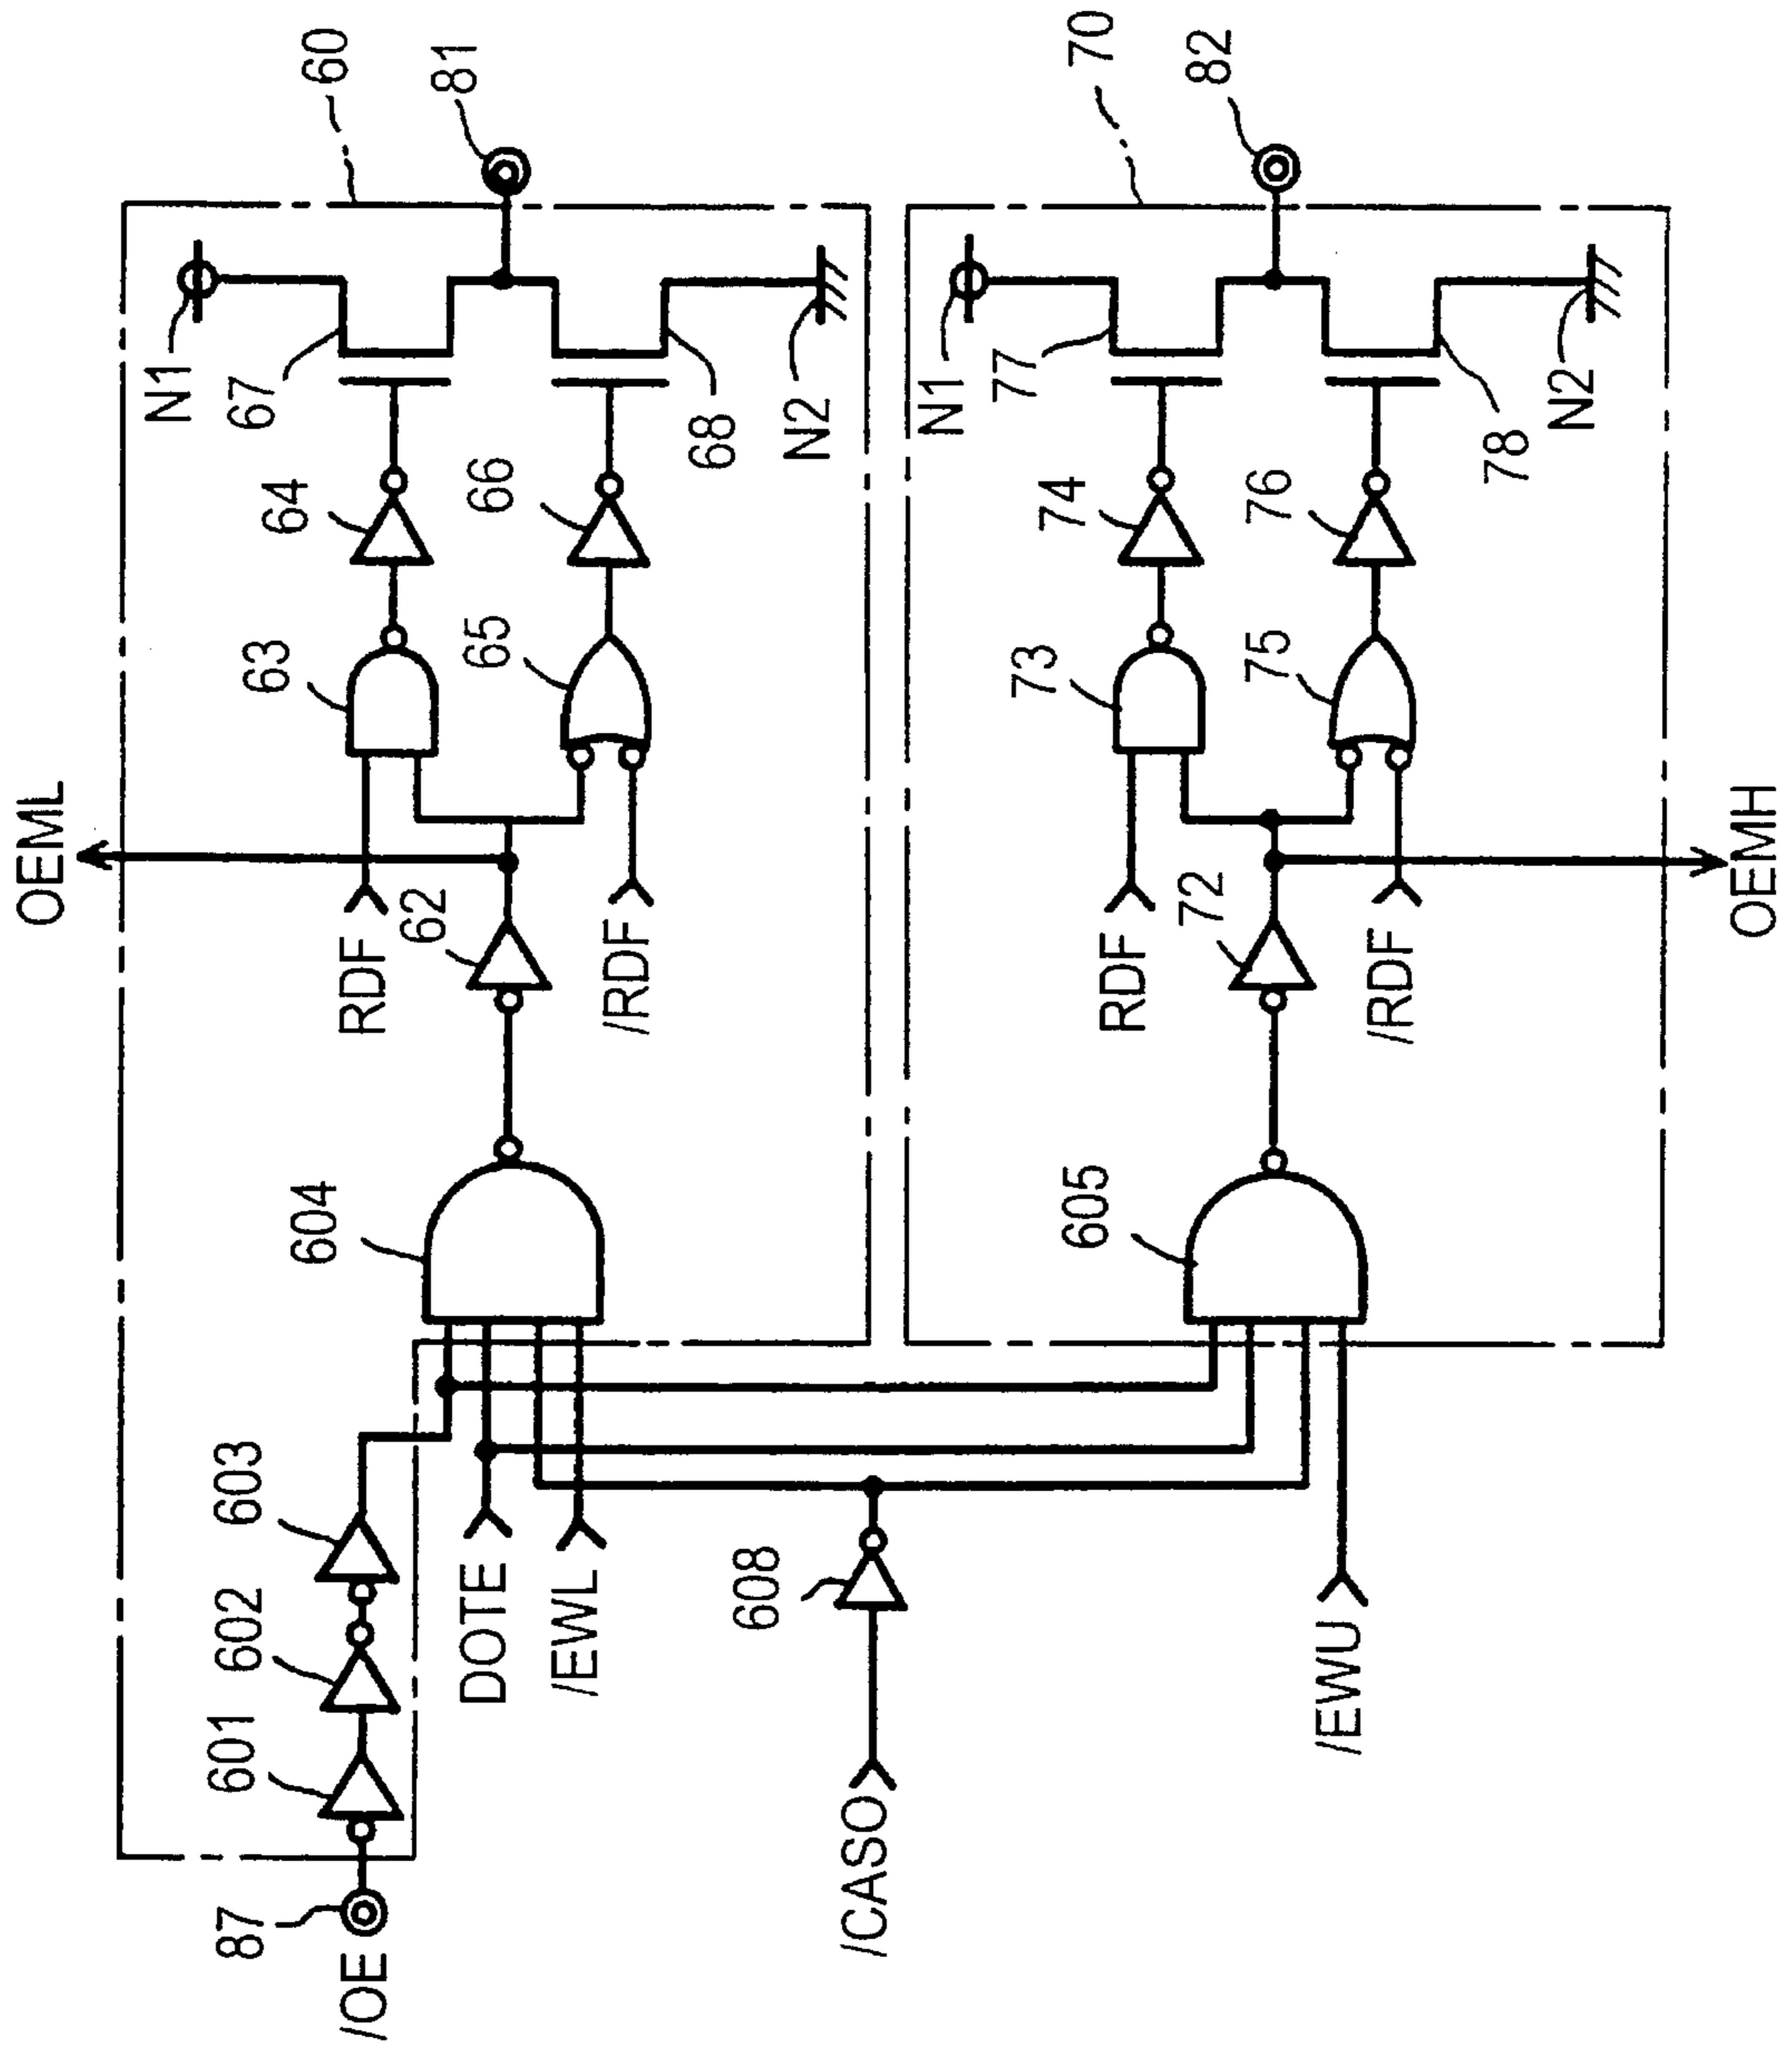 OEML
60
81
N1
67
64
63
66
65
68
N2
RDF
62
/RDF
604
603
602
601
87
/OE
DOTE
/EWL
608
/CASO
70
82
N1
77
74
73
76
75
78
N2
RDF
72
/RDF
OEMH
605
/EWU